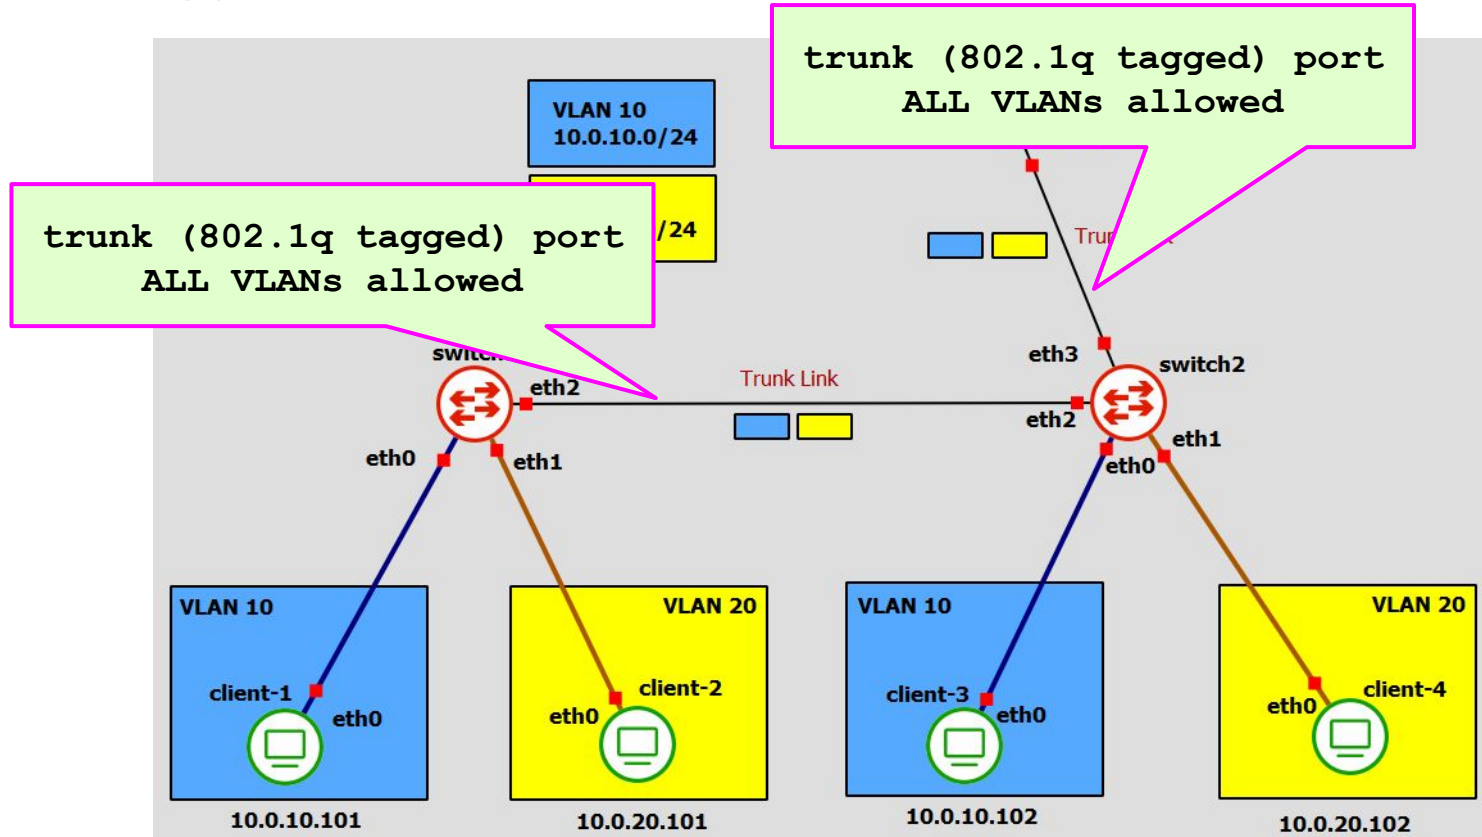 trunk (802.1q tagged) port
ALL VLANs allowed
VLAN 10
10.0.10.0/24
trunk (802.1q tagged) port
ALL VLANs allowed
/24
eth3
switch2
eth2
Trunk Link
eth2
eth0
eth1
eth0
eth1
VLAN 10
VLAN 20
VLAN 10
VLAN 20
client-1
eth0
client-2
eth0
client-3
eth0
client-4
eth0
10.0.10.101
10.0.20.101
10.0.10.102
10.0.20.102